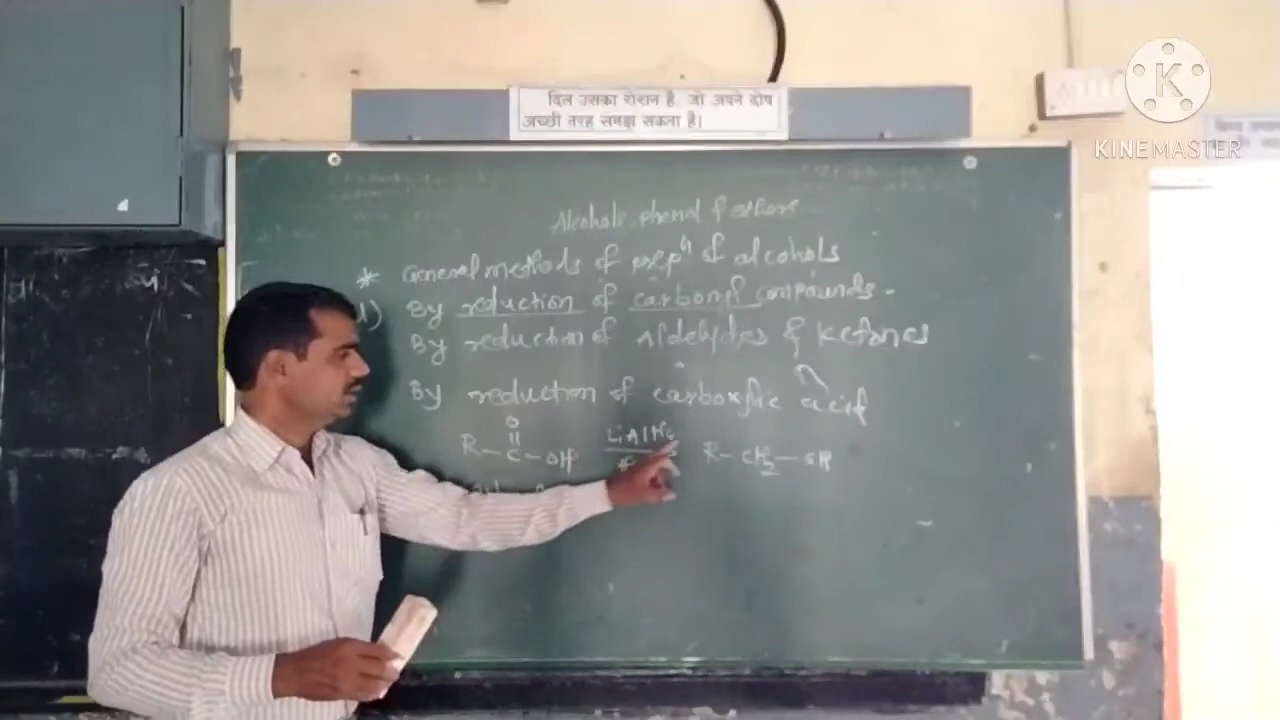 दिल उसका रोशन है, जो अपने दोष
अच्छी तरह समझ सकता है।
K
KINEMASTER
Alcohols phenol & ethers
* General methods of prepn of alcohols
1) By reduction of carbonyl compounds -
By reduction of Aldehydes & Ketones
By reduction of carboxylic acid
O
R - C - OH LiAlH4 R - CH2 - OH